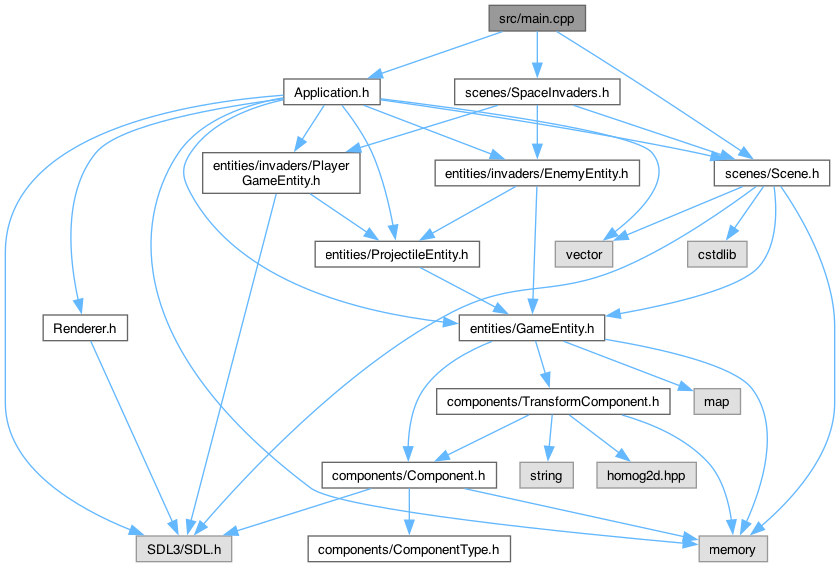 src/main.cpp
Application.h
scenes/SpaceInvaders.h
entities/invaders/Player
GameEntity.h
entities/invaders/EnemyEntity.h
scenes/Scene.h
entities/ProjectileEntity.h
vector
cstdlib
Renderer.h
entities/GameEntity.h
components/TransformComponent.h
map
components/Component.h
string
homog2d.hpp
SDL3/SDL.h
components/ComponentType.h
memory